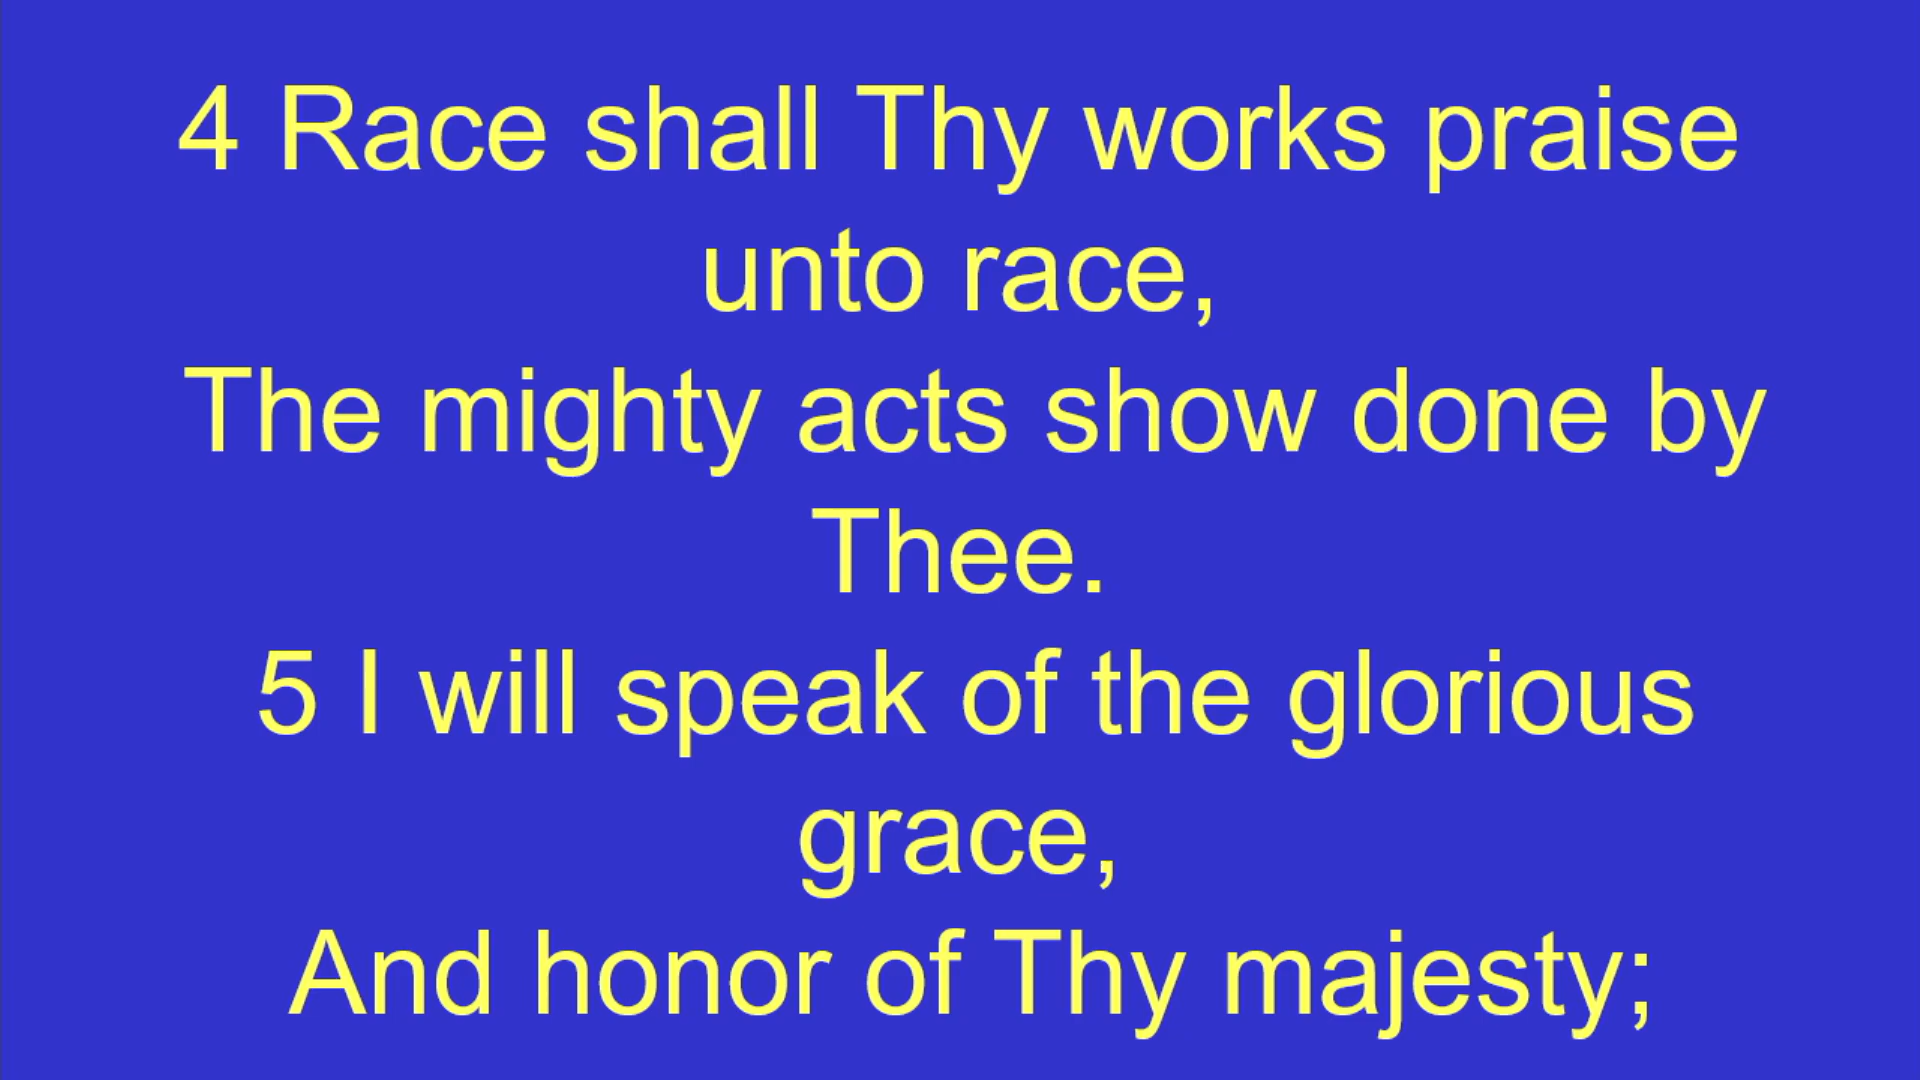 4 Race shall Thy works praise
unto race,
The mighty acts show done by
Thee.
5 I will speak of the glorious
grace,
And honor of Thy majesty;